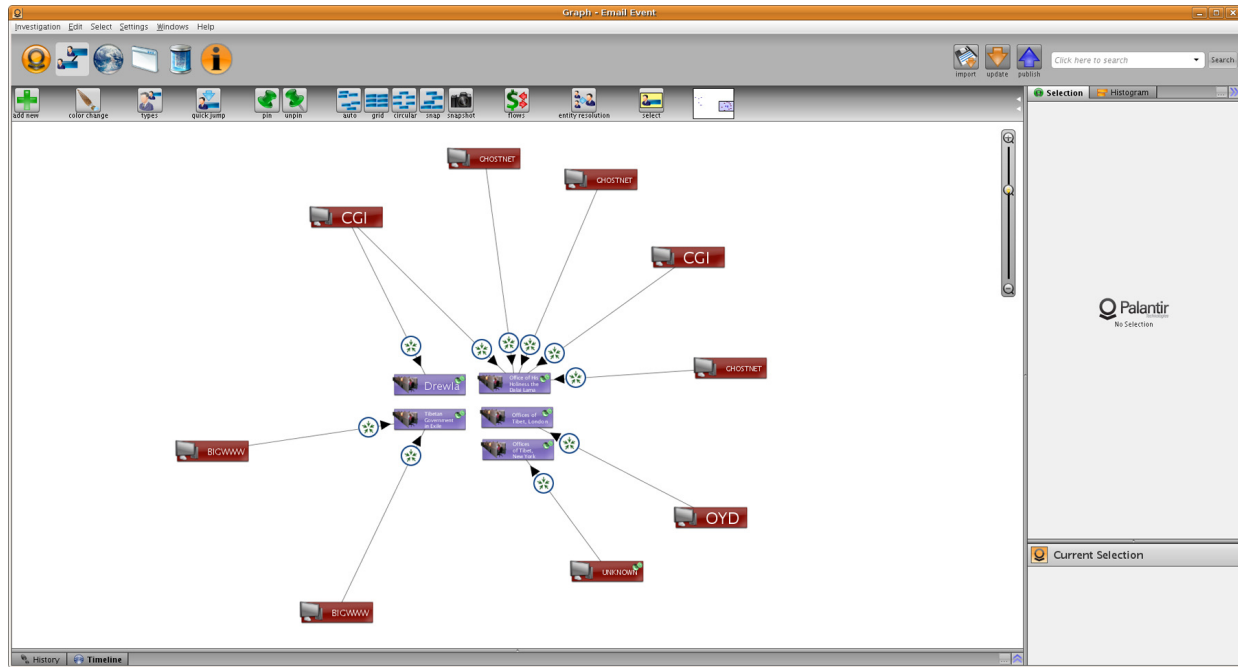 Graph - Email Event
Investigation Edit Select Settings Windows Help
import update publish
Click here to search
Search
add new color change types quick jump pin unpin auto grid circular snap snapshot flows entity resolution select
Selection Histogram
GHOSTNET
GHOSTNET
CGI
CGI
GHOSTNET
Drewla
Office of His
Holiness the
Dalai Lama
Tibetan
Government
in Exile
Offices of
Tibet, London
Offices
of Tibet,
New York
BIGWWW
OYD
UNKNOWN
BIGWWW
Palantir
Technologies
No Selection
Current Selection
History Timeline